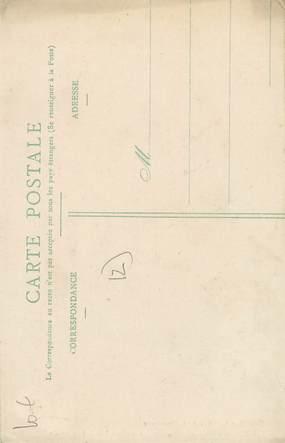 CARTE POSTALE
La Correspondance au recto n'est pas acceptée par tous les pays étrangers (Se renseigner à la Poste)
CORRESPONDANCE
ADRESSE
M
12